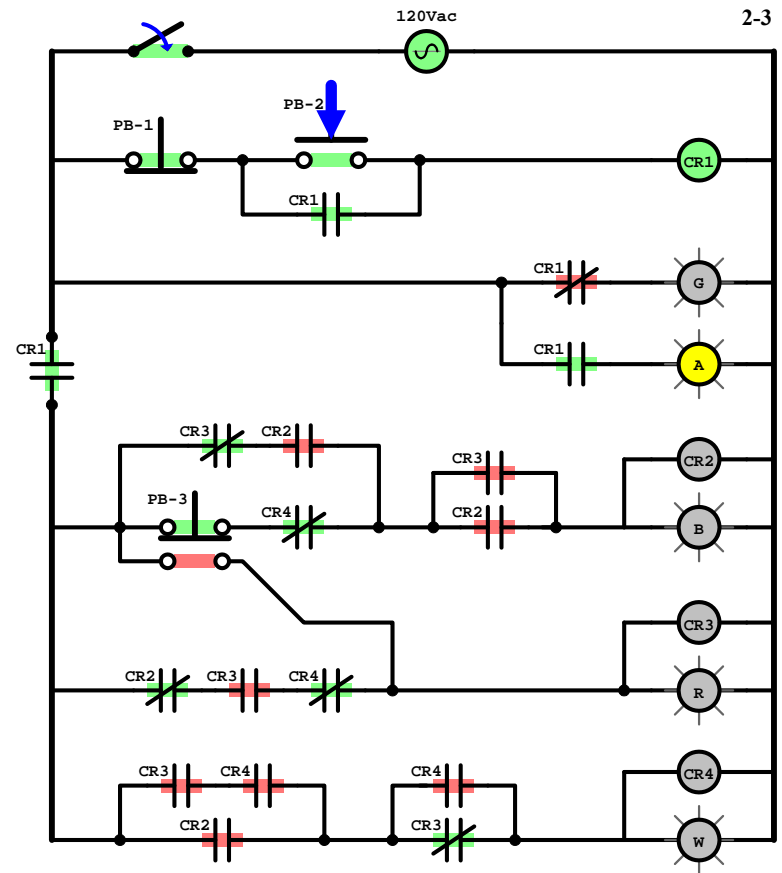 120Vac 2-3
PB-2
PB-1
CR1
CR1
CR1
G
CR1
CR1 A
CR3 CR2 CR2
CR3
PB-3
CR4 CR2 B
CR3
CR2 CR3 CR4 R
CR3 CR4 CR4 CR4
CR2 CR3 W